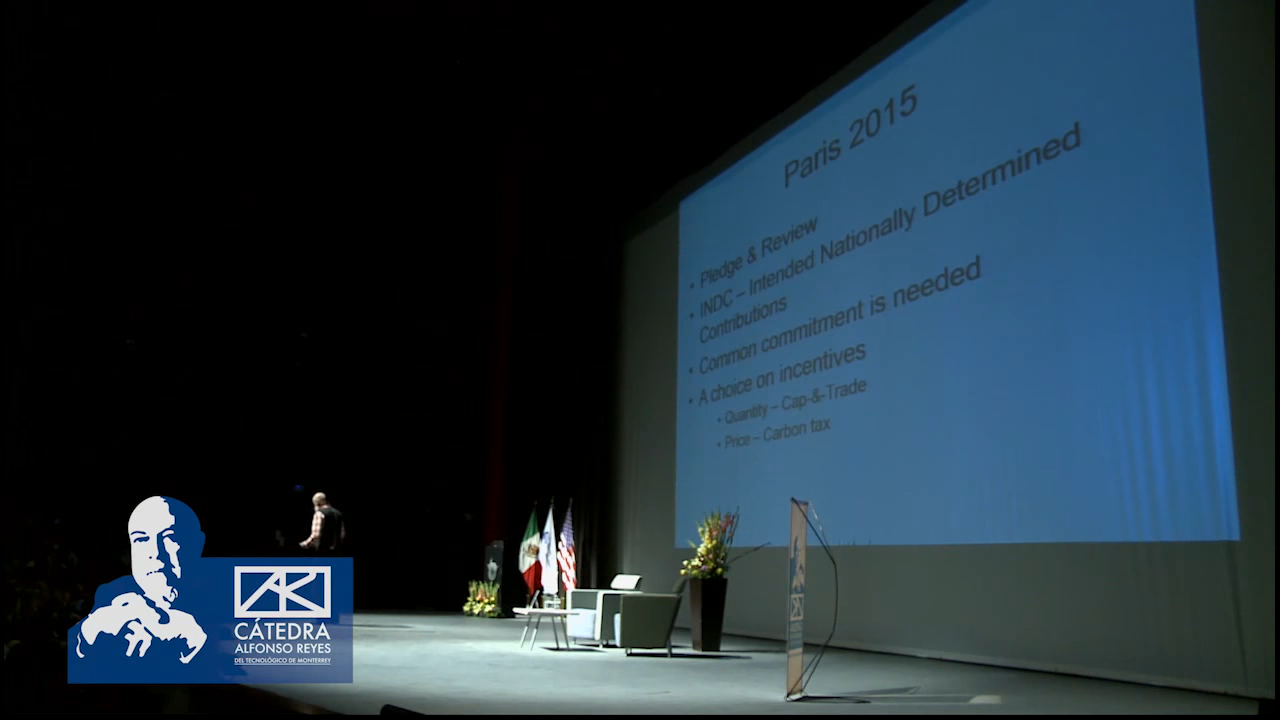 Paris 2015
• Pledge & Review
• INDC – Intended Nationally Determined
Contributions
• Common commitment is needed
• A choice on incentives
• Quantity – Cap-&-Trade
• Price – Carbon tax
CÁTEDRA
ALFONSO REYES
DEL TECNOLÓGICO DE MONTERREY